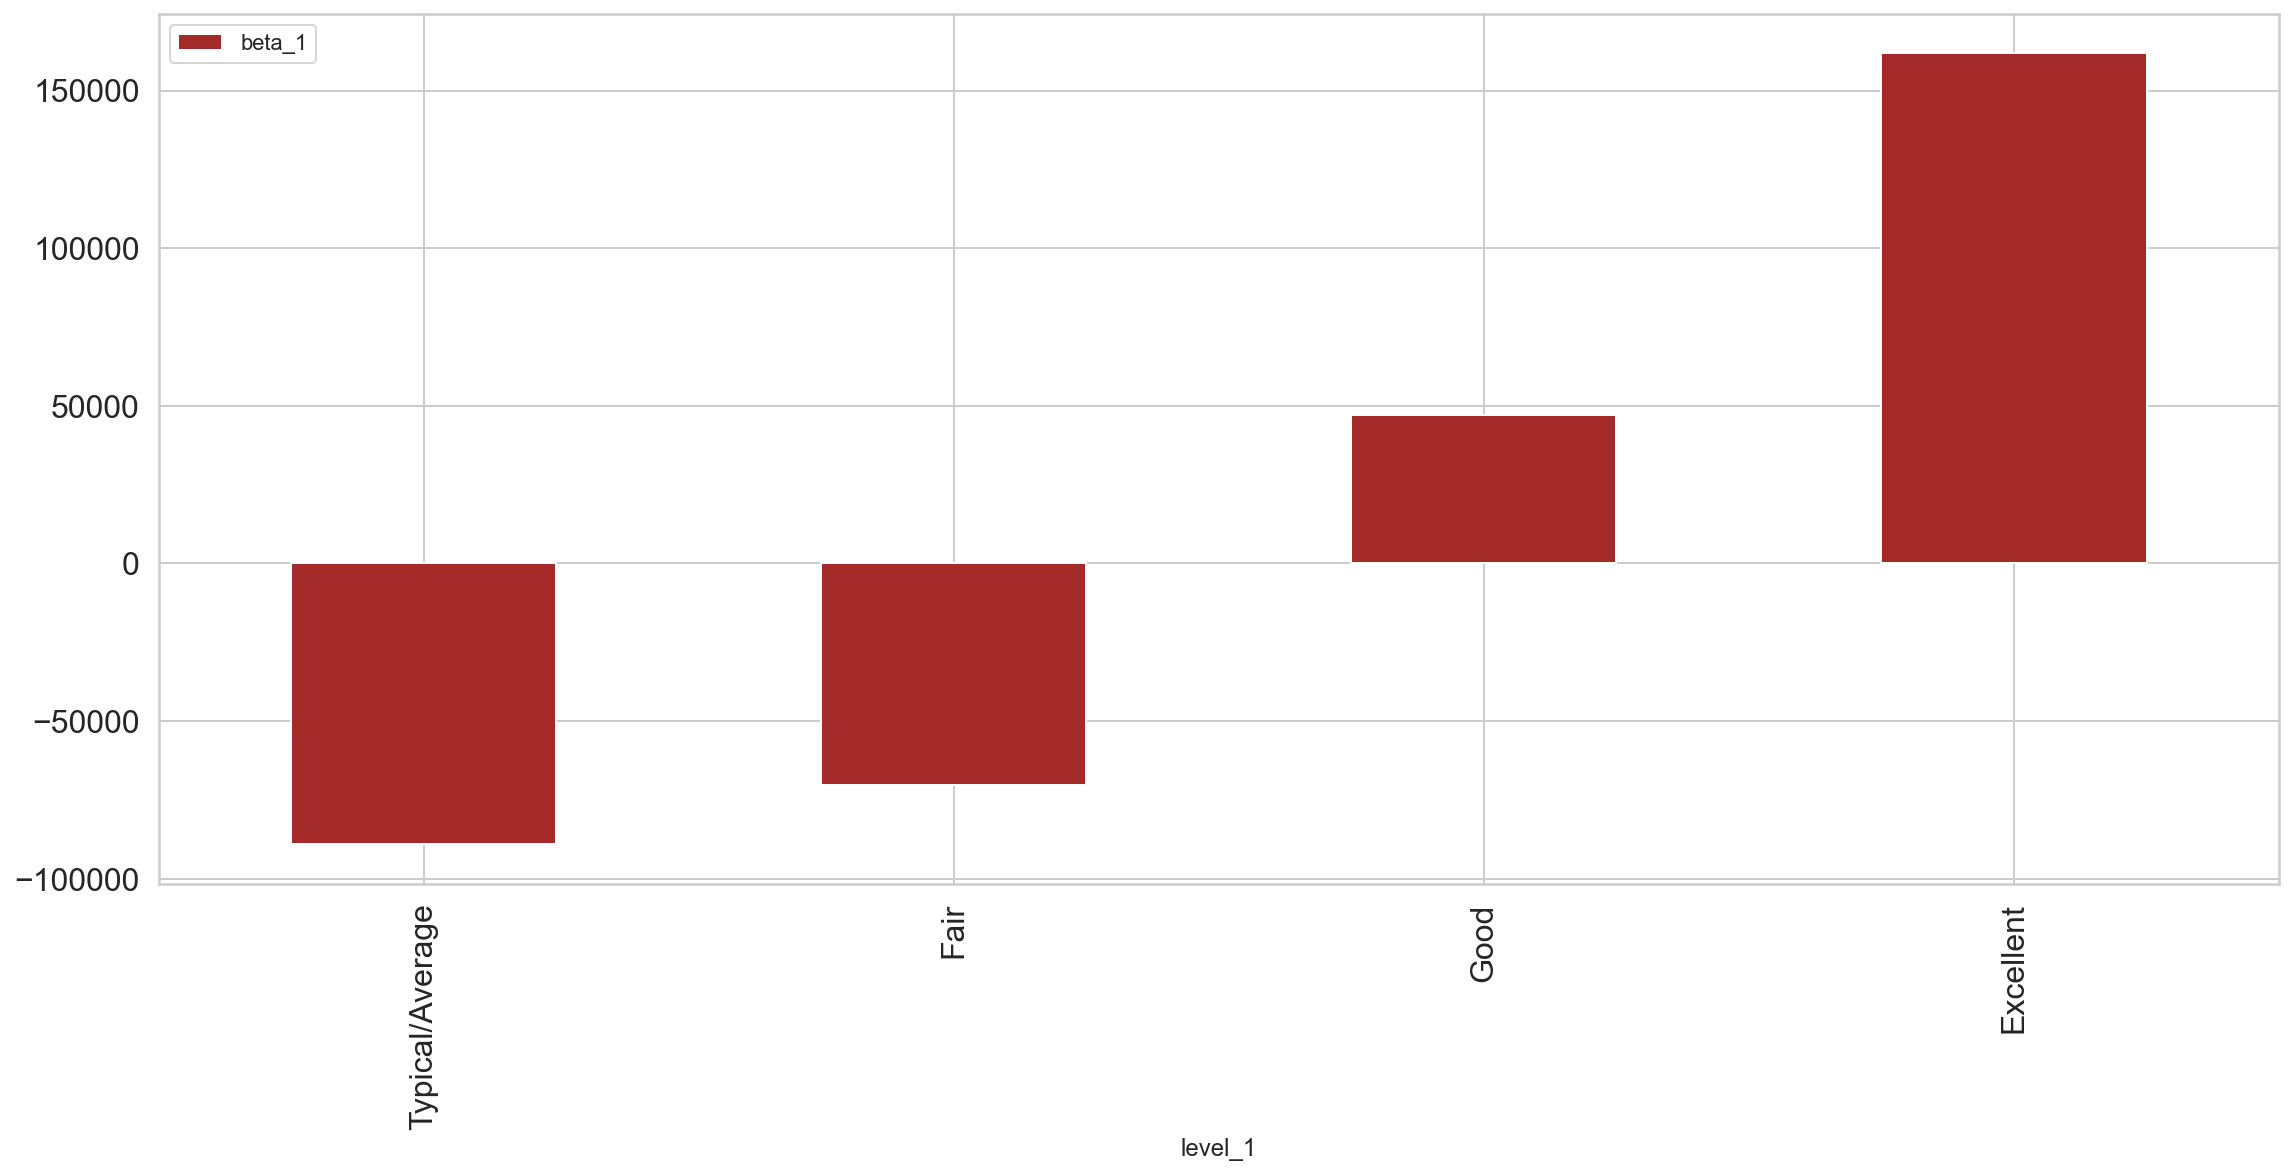 beta_1
150000
100000
50000
0
−50000
−100000
Typical/Average
Fair
Good
Excellent
level_1